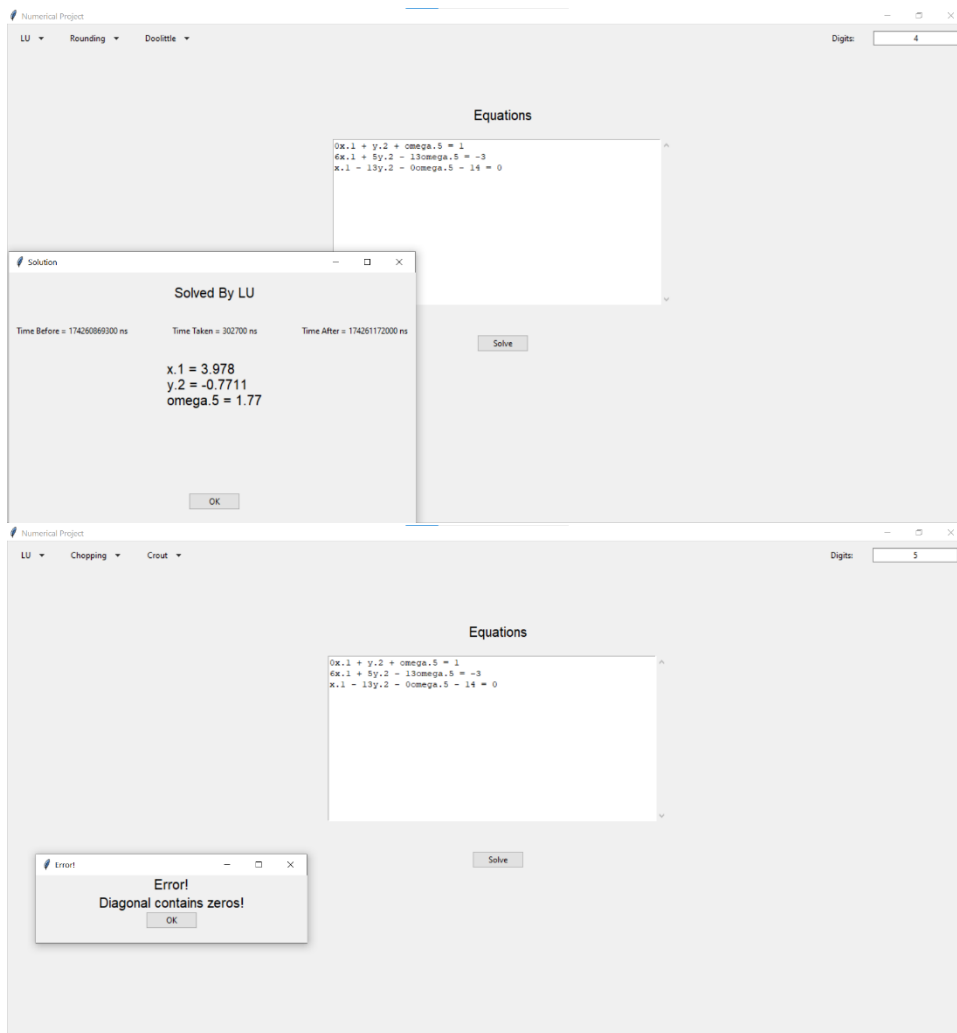 Numerical Project
LU Rounding Doolittle Digits: 4
Equations
0x.1 + y.2 + omega.5 = 1
6x.1 + 5y.2 - 13omega.5 = -3
x.1 - 13y.2 - 0omega.5 - 14 = 0
Solution
Solved By LU
Time Before = 174260869300 ns Time Taken = 302700 ns Time After = 174261172000 ns
Solve
x.1 = 3.978
y.2 = -0.7711
omega.5 = 1.77
OK
Numerical Project
LU Chopping Crout Digits: 5
Equations
0x.1 + y.2 + omega.5 = 1
6x.1 + 5y.2 - 13omega.5 = -3
x.1 - 13y.2 - 0omega.5 - 14 = 0
Solve
Error!
Error!
Diagonal contains zeros!
OK